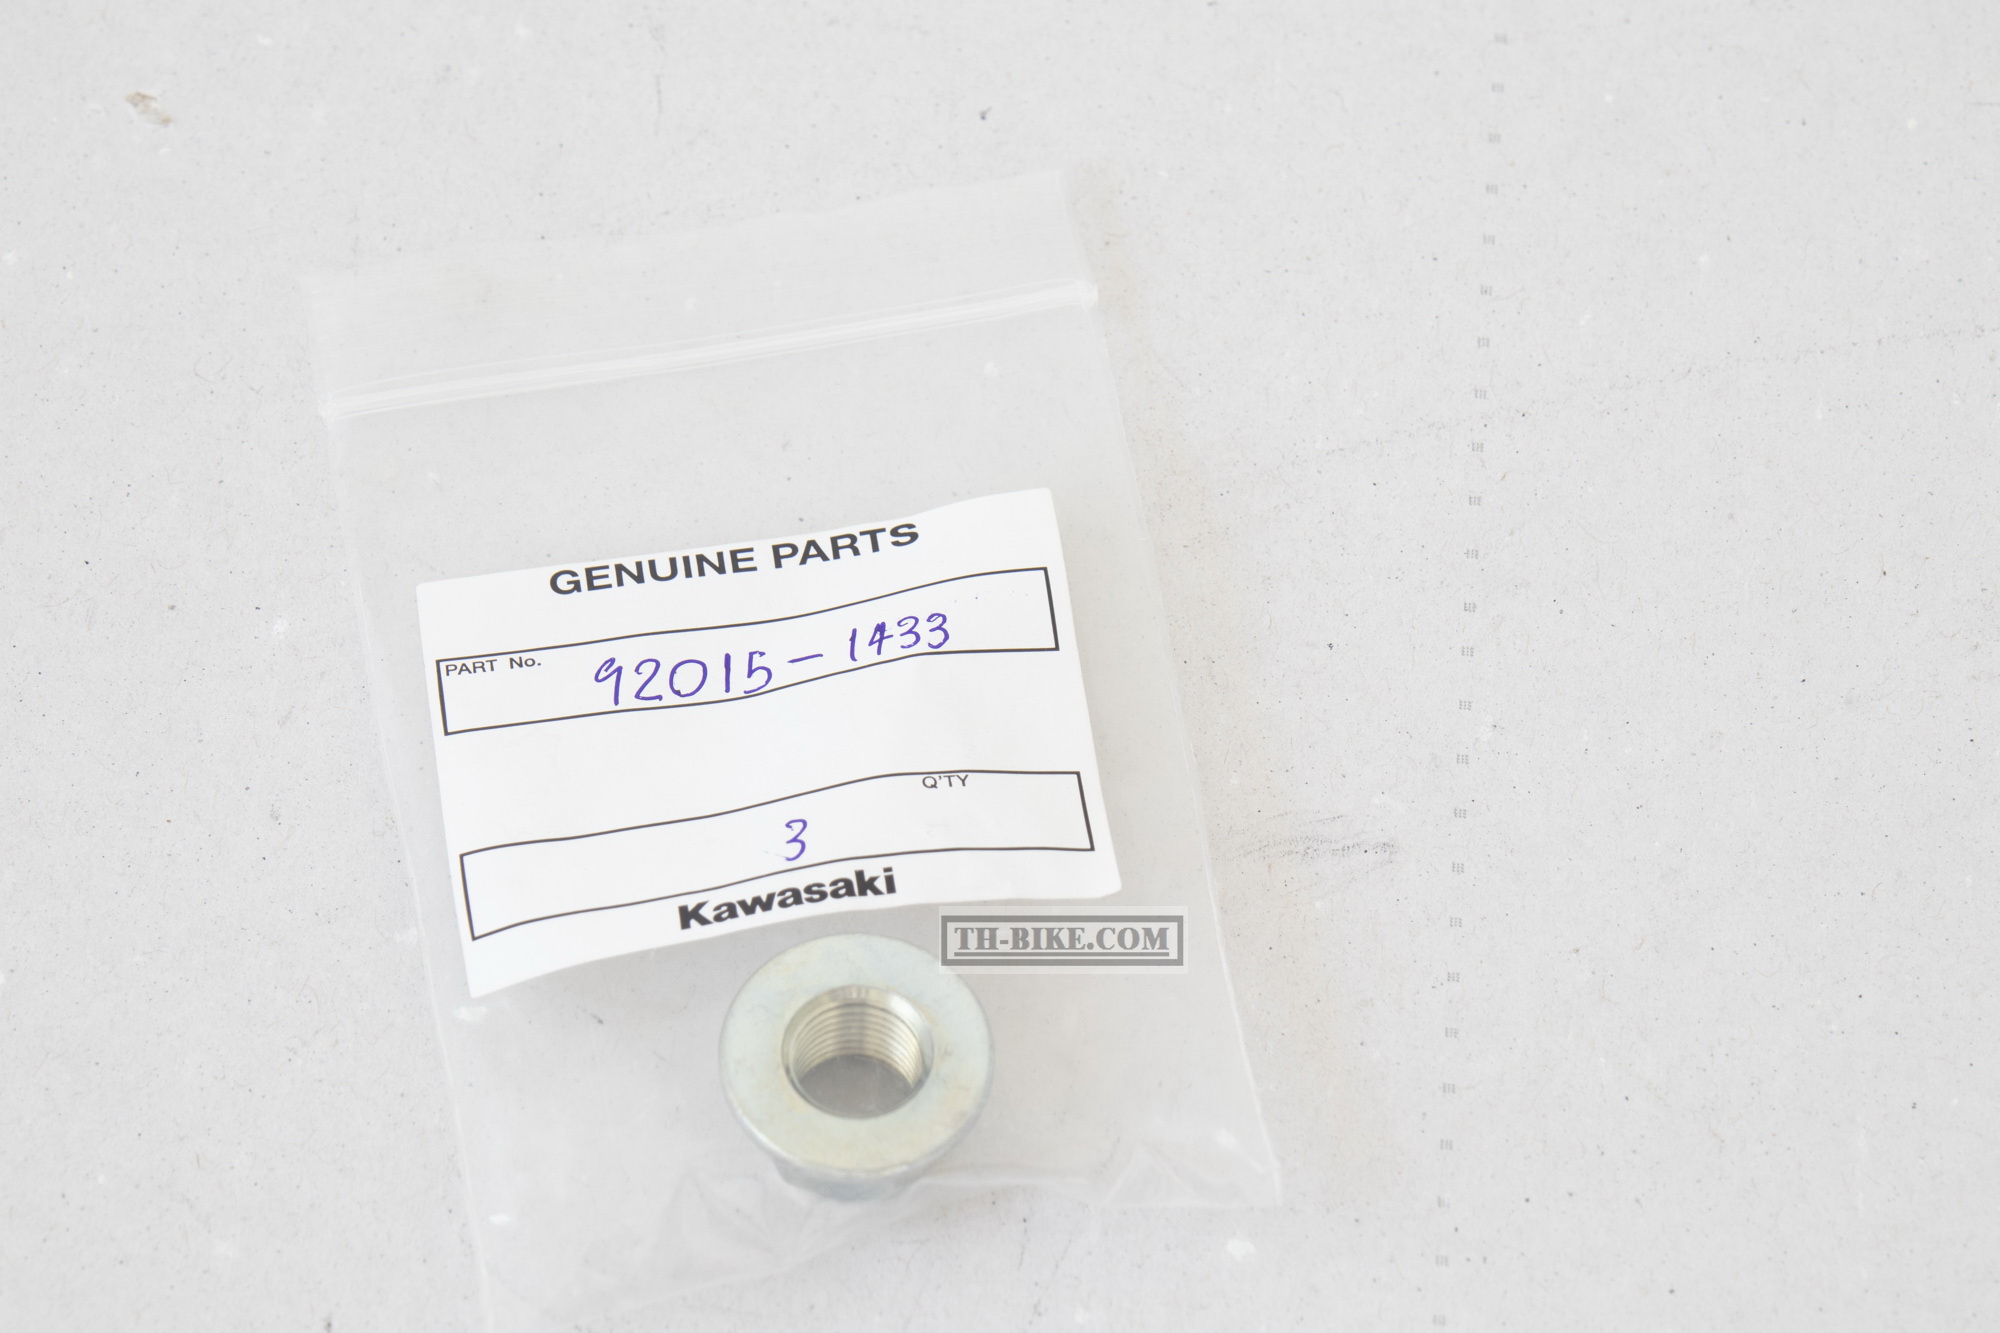 GENUINE PARTS
PART No. 92015-1433
Q'TY
3
Kawasaki
TH-BIKE.COM